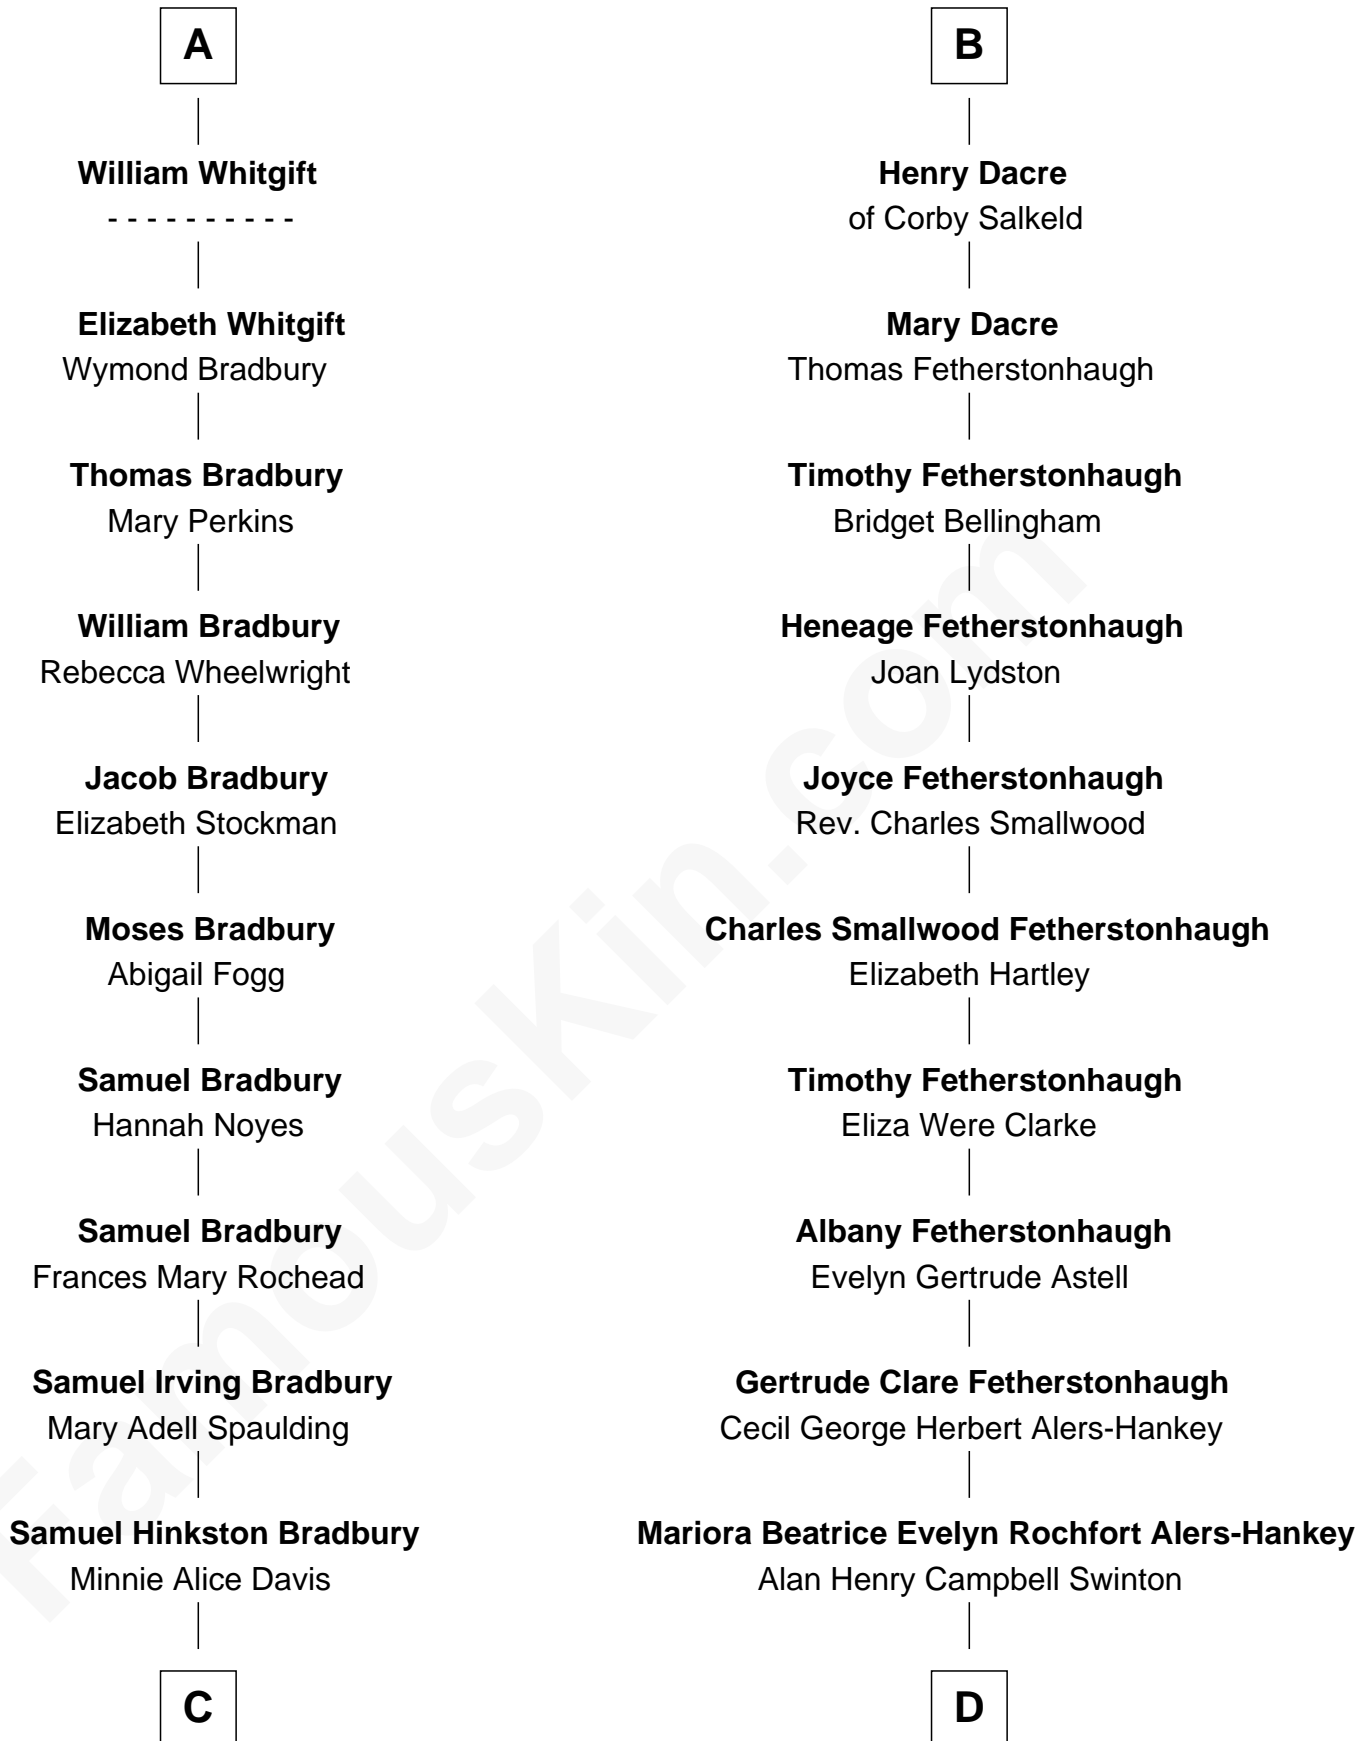 A
William Whitgift
- - - - - - - - - -
Elizabeth Whitgift
Wymond Bradbury
Thomas Bradbury
Mary Perkins
William Bradbury
Rebecca Wheelwright
Jacob Bradbury
Elizabeth Stockman
Moses Bradbury
Abigail Fogg
Samuel Bradbury
Hannah Noyes
Samuel Bradbury
Frances Mary Rochead
Samuel Irving Bradbury
Mary Adell Spaulding
Samuel Hinkston Bradbury
Minnie Alice Davis
C
B
Henry Dacre
of Corby Salkeld
Mary Dacre
Thomas Fetherstonhaugh
Timothy Fetherstonhaugh
Bridget Bellingham
Heneage Fetherstonhaugh
Joan Lydston
Joyce Fetherstonhaugh
Rev. Charles Smallwood
Charles Smallwood Fetherstonhaugh
Elizabeth Hartley
Timothy Fetherstonhaugh
Eliza Were Clarke
Albany Fetherstonhaugh
Evelyn Gertrude Astell
Gertrude Clare Fetherstonhaugh
Cecil George Herbert Alers-Hankey
Mariora Beatrice Evelyn Rochfort Alers-Hankey
Alan Henry Campbell Swinton
D
FamousKin.com